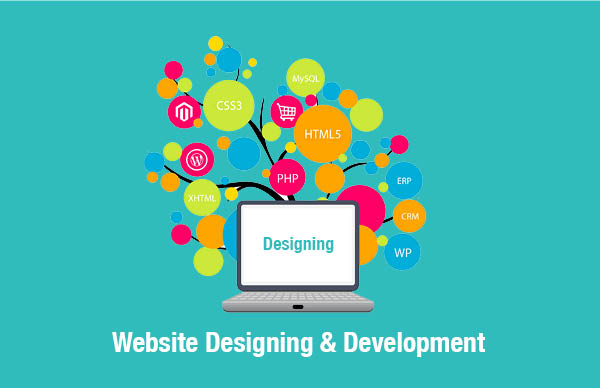 MySQL
CSS3
HTML5
PHP
ERP
XHTML
CRM
WP
Designing
Website Designing & Development